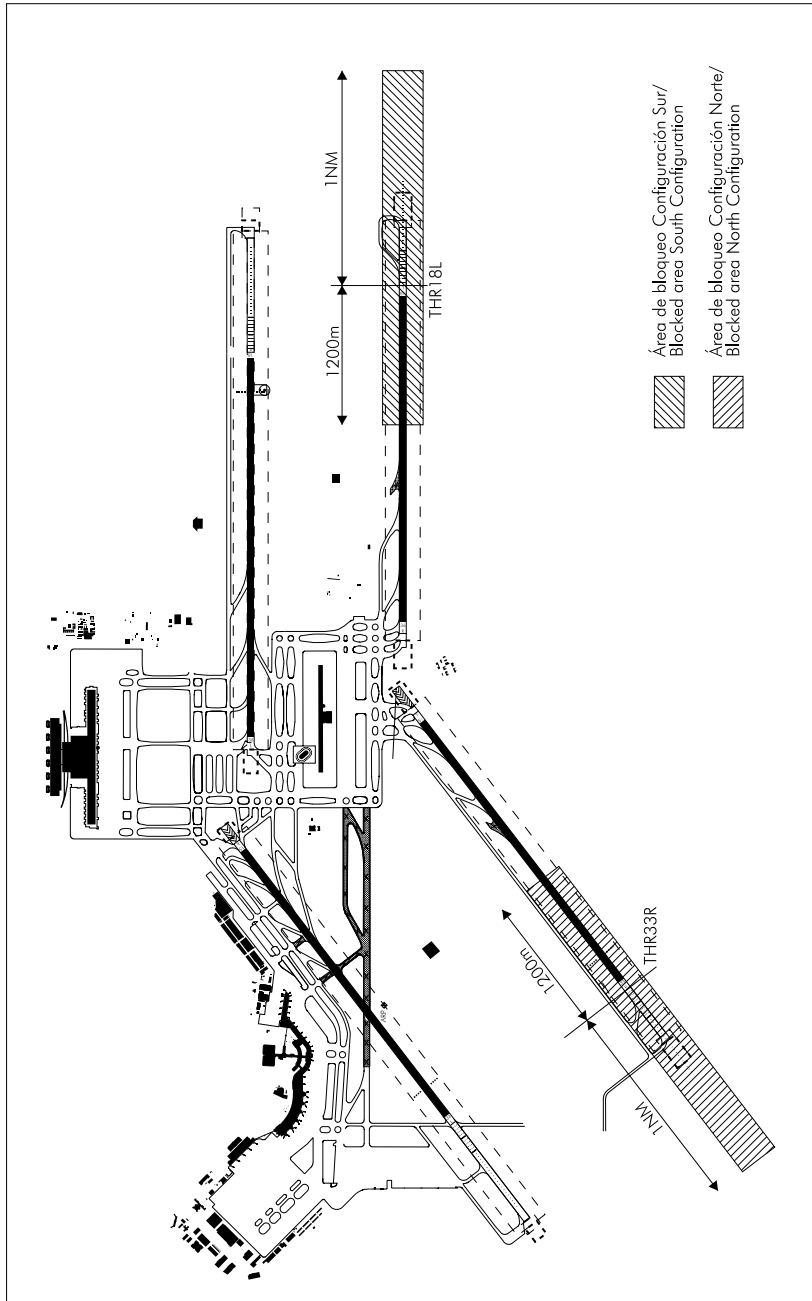 1NM
1200m
THR18L
Área de bloqueo Configuración Sur/
Blocked area South Configuration
Área de bloqueo Configuración Norte/
Blocked area North Configuration
ARP
1200m
THR33R
1NM